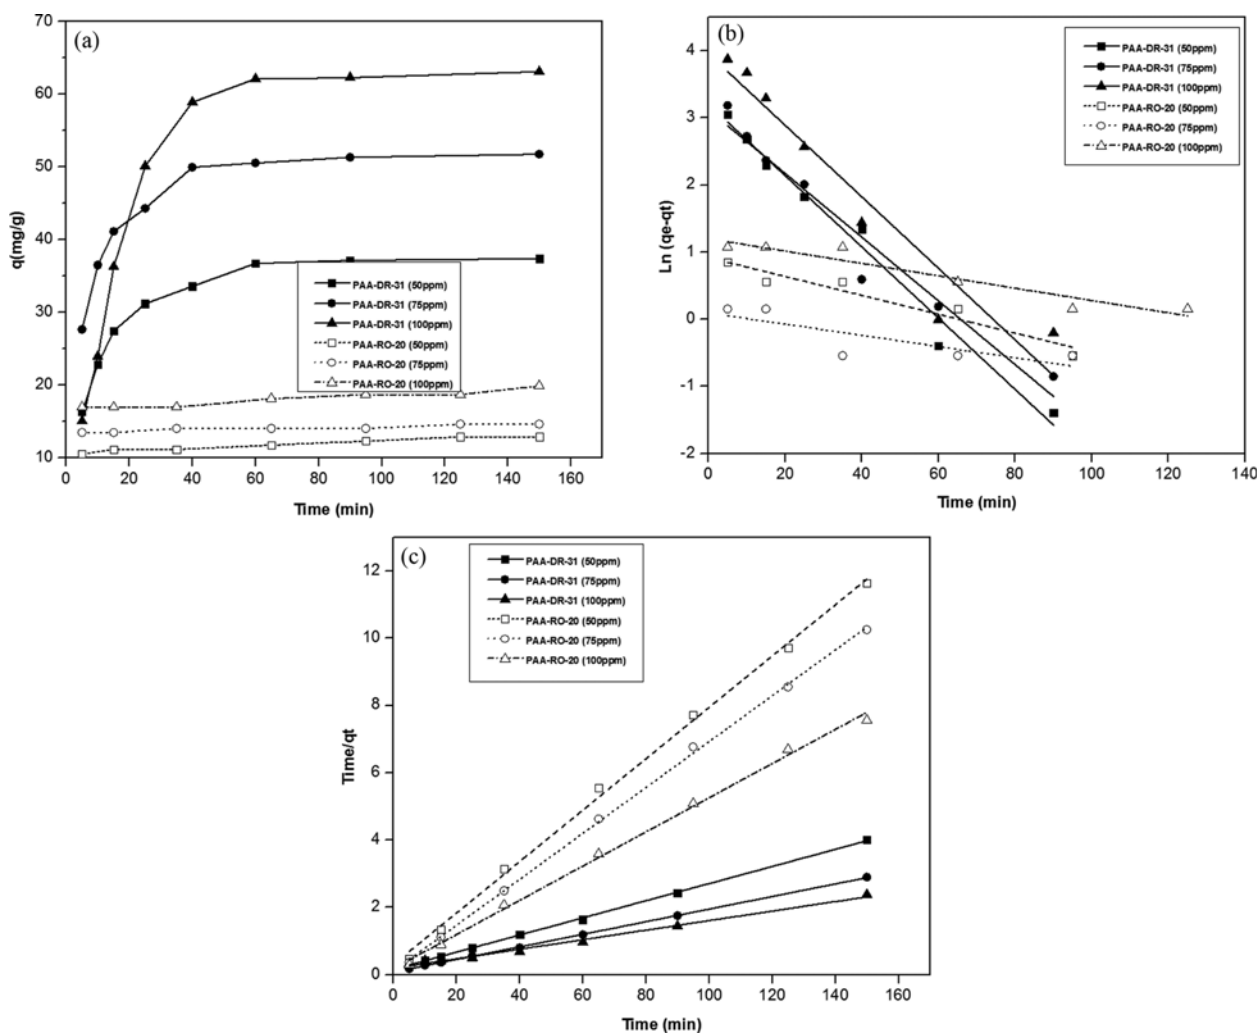 (a)
70
60
50
40
30
20
10
q(mg/g)
0 20 40 60 80 100 120 140 160
Time (min)
PAA-DR-31 (50ppm)
PAA-DR-31 (75ppm)
PAA-DR-31 (100ppm)
PAA-RO-20 (50ppm)
PAA-RO-20 (75ppm)
PAA-RO-20 (100ppm)
(b)
4
3
2
1
0
-1
-2
Ln (qe-qt)
0 20 40 60 80 100 120 140
Time (min)
PAA-DR-31 (50ppm)
PAA-DR-31 (75ppm)
PAA-DR-31 (100ppm)
PAA-RO-20 (50ppm)
PAA-RO-20 (75ppm)
PAA-RO-20 (100ppm)
(c)
12
10
8
6
4
2
0
Time/qt
0 20 40 60 80 100 120 140 160
Time (min)
PAA-DR-31 (50ppm)
PAA-DR-31 (75ppm)
PAA-DR-31 (100ppm)
PAA-RO-20 (50ppm)
PAA-RO-20 (75ppm)
PAA-RO-20 (100ppm)